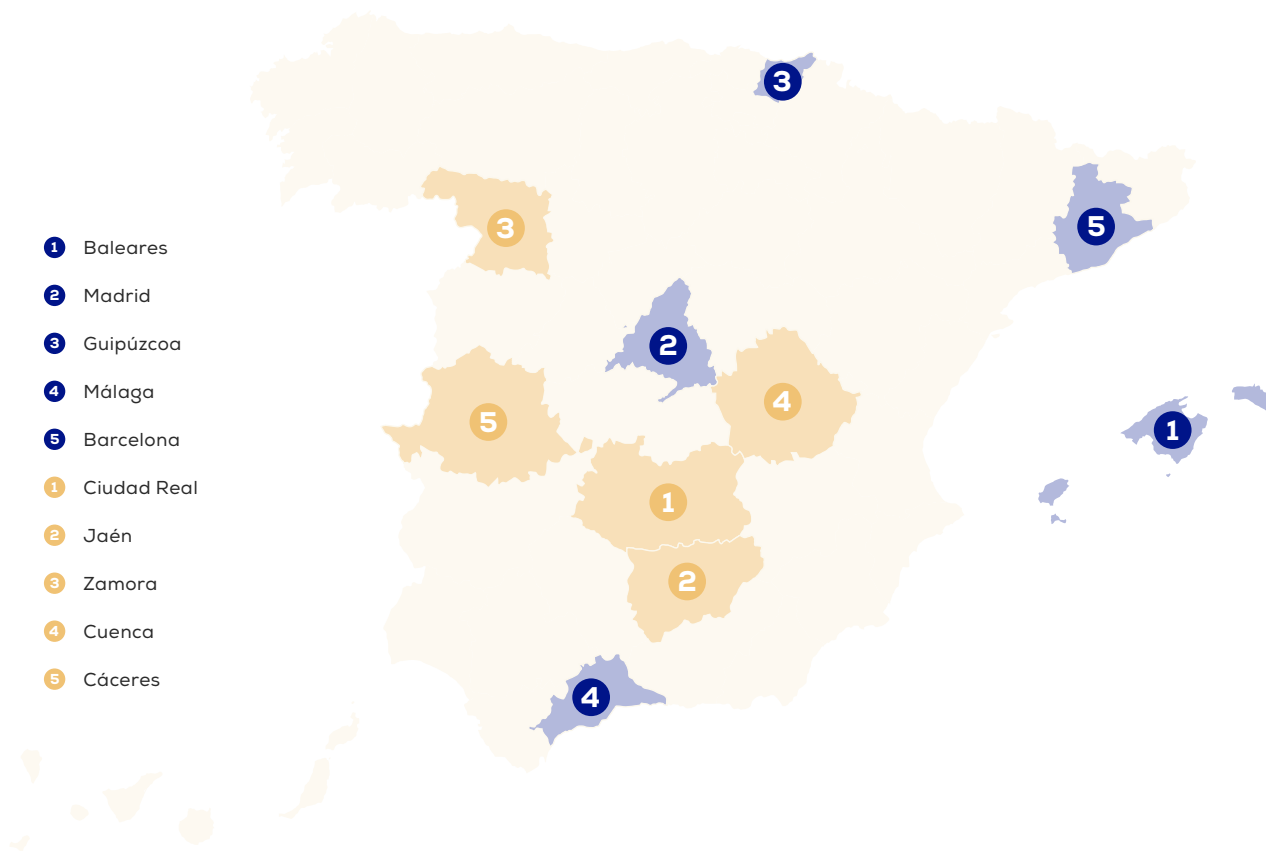 1 Baleares
2 Madrid
3 Guipúzcoa
4 Málaga
5 Barcelona
1 Ciudad Real
2 Jaén
3 Zamora
4 Cuenca
5 Cáceres
3
5
3
2
4
1
5
1
2
4